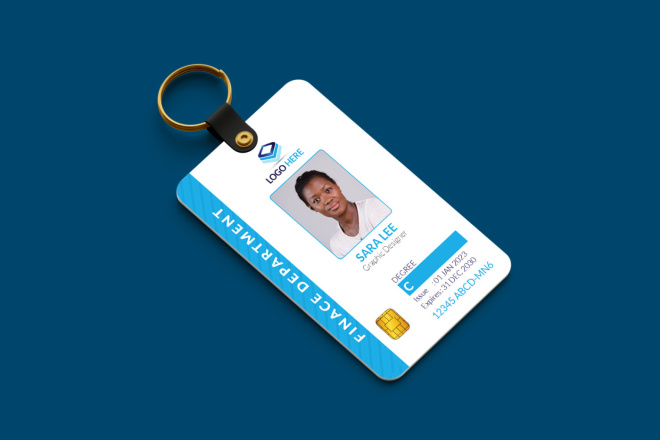 LOGO HERE
SARA LEE
Graphic Designer
DEGREE
C
Issue : 01 JAN 2023
Expires : 31 DEC 2030
12345 ABCD-MN6
FINACE DEPARTMENT